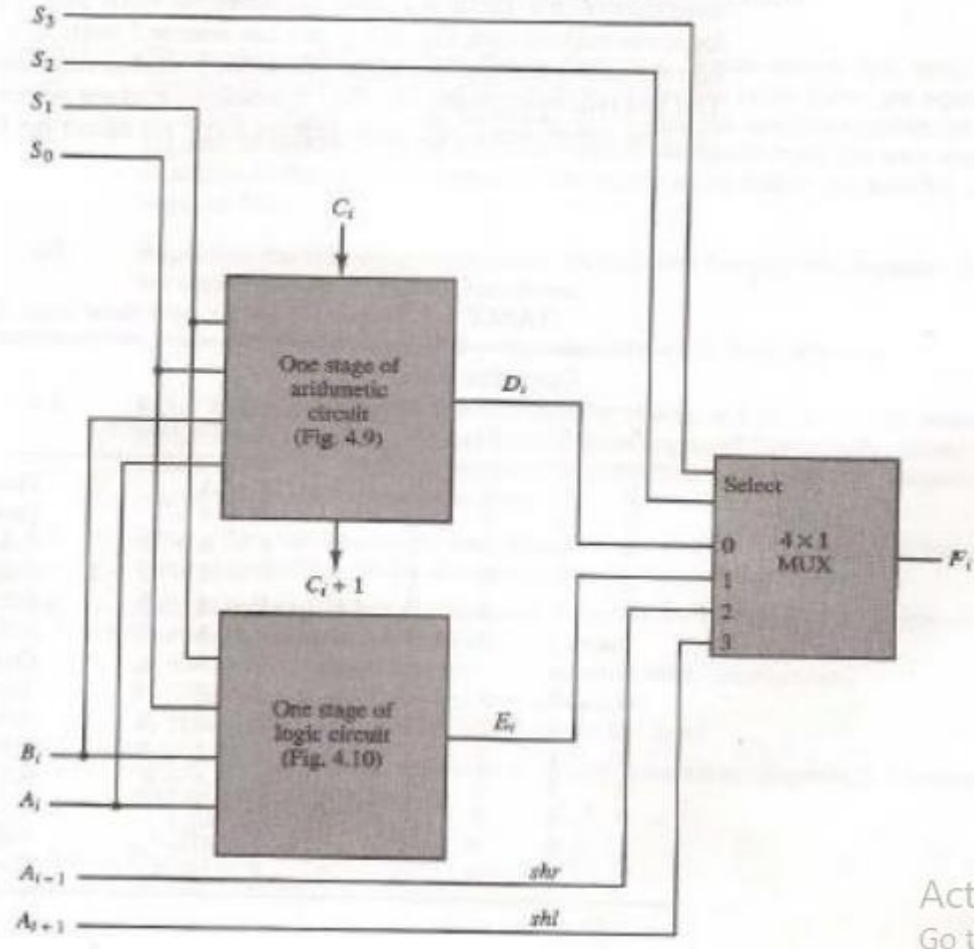 S₃
S₂
S₁
S₀
Cᵢ
One stage of
arithmetic
circuit
(Fig. 4.9)
Dᵢ
Select
0
1
2
3
4 × 1
MUX
Fᵢ
Cᵢ + 1
One stage of
logic circuit
(Fig. 4.10)
Eᵢ
Bᵢ
Aᵢ
Aᵢ₋₁
shr
Aᵢ₊₁
shl
Act
Go t